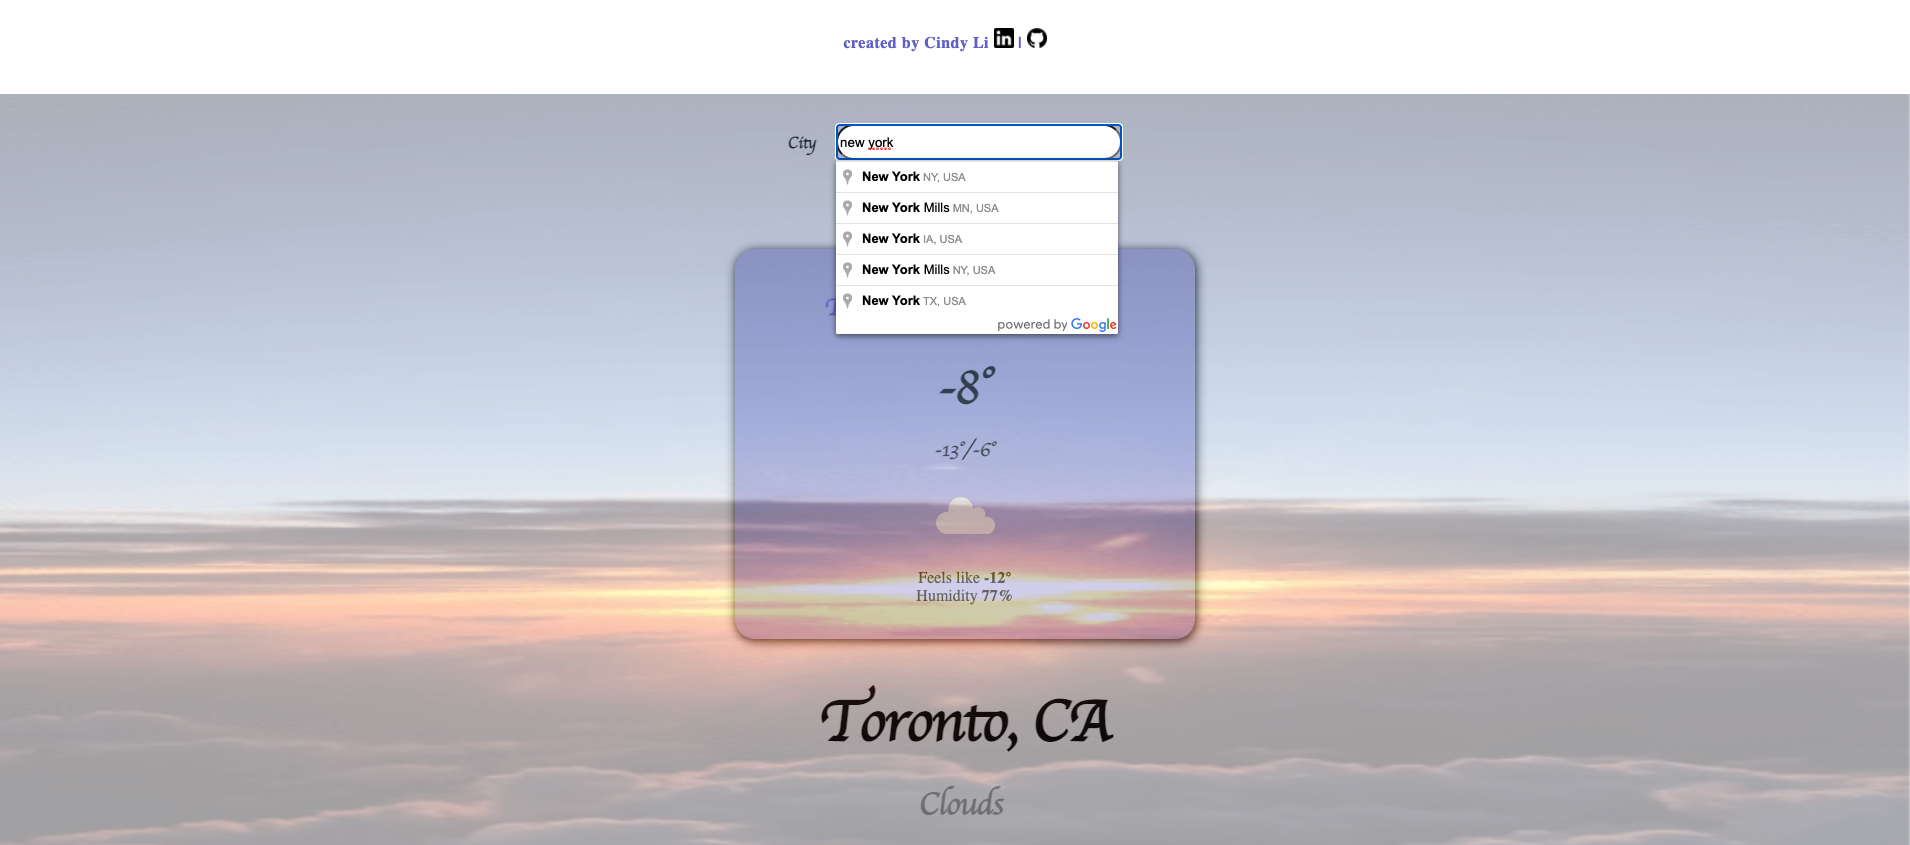 created by Cindy Li |
City
new york
New York NY, USA
New York Mills MN, USA
New York IA, USA
New York Mills NY, USA
New York TX, USA
powered by Google
-8°
-13°/-6°
Feels like -12°
Humidity 77%
Toronto, CA
Clouds